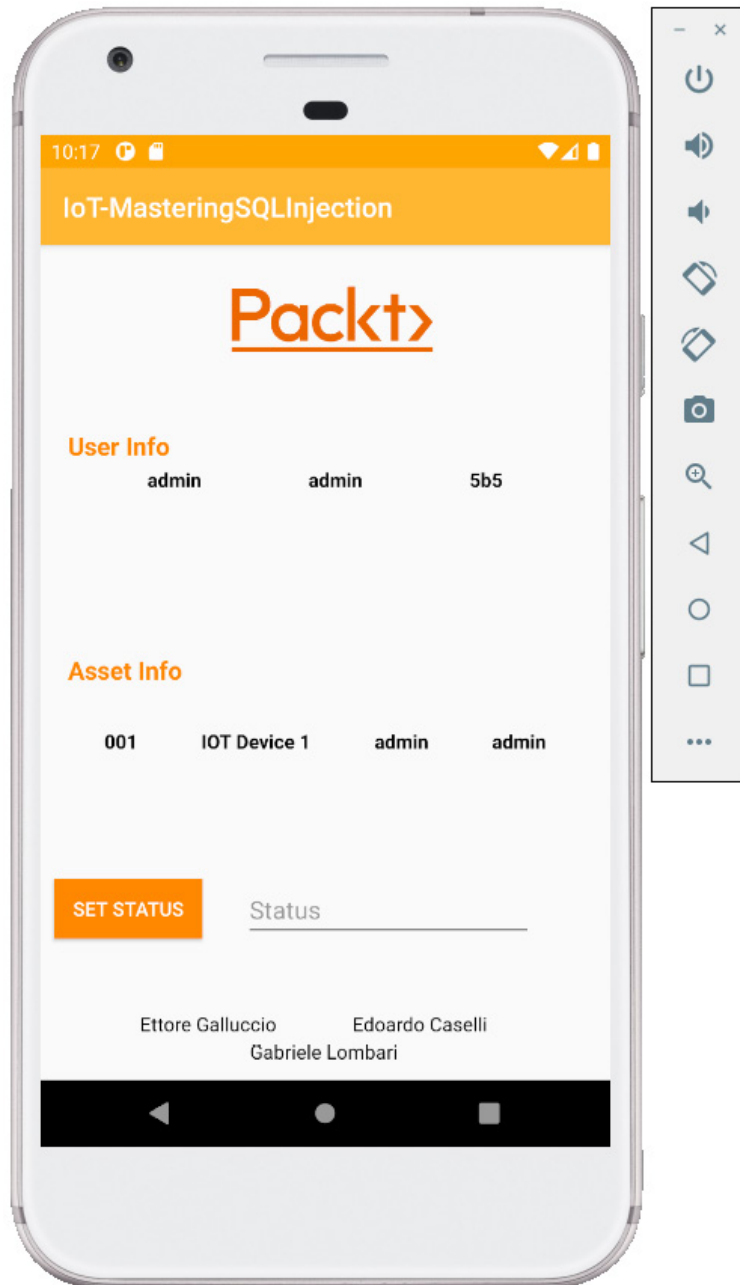 10:17
IoT-MasteringSQLInjection
Packt
User Info
admin admin 5b5
Asset Info
001 IOT Device 1 admin admin
SET STATUS Status
Ettore Galluccio Edoardo Caselli
Gabriele Lombari